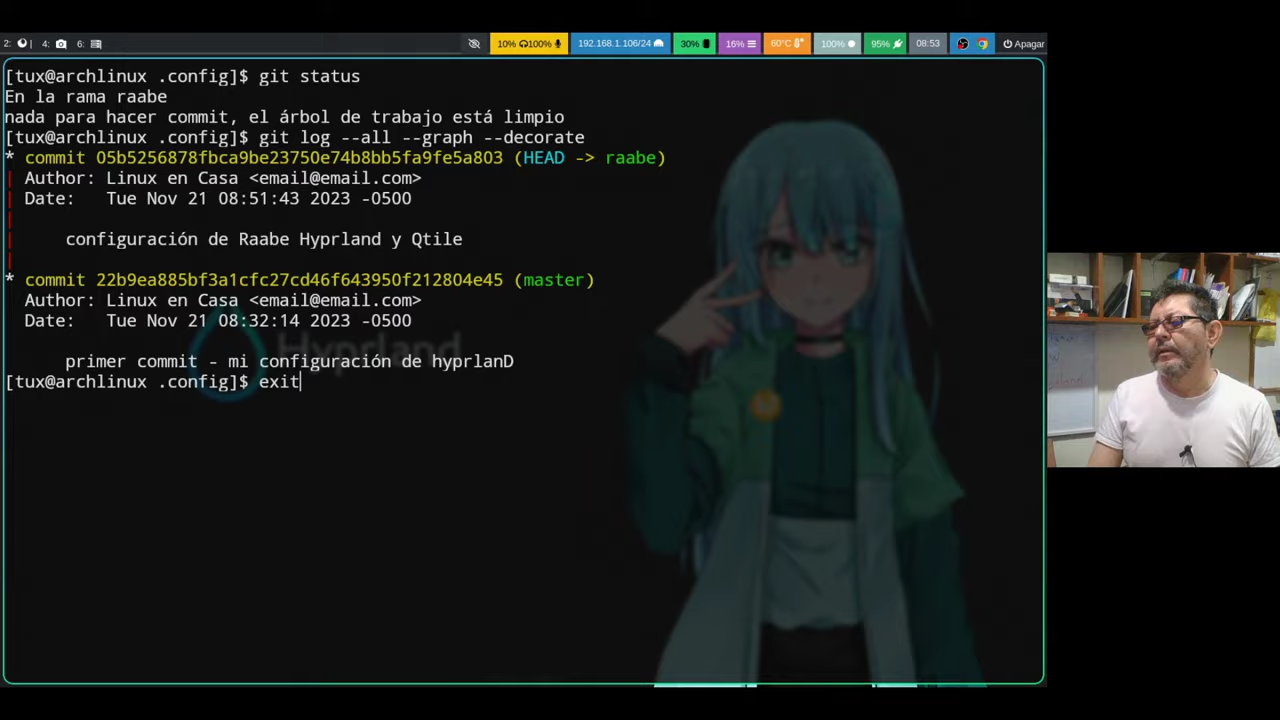 2: | 4: 6: 10% 100% 192.168.1.106/24 30% 16% 60°C 100% 95% 08:53 Apagar
[tux@archlinux .config]$ git status
En la rama raabe
nada para hacer commit, el árbol de trabajo está limpio
[tux@archlinux .config]$ git log --all --graph --decorate
* commit 05b5256878fbca9be23750e74b8bb5fa9fe5a803 (HEAD -> raabe)
| Author: Linux en Casa <email@email.com>
| Date:   Tue Nov 21 08:51:43 2023 -0500
|
|     configuración de Raabe Hyprland y Qtile
|
* commit 22b9ea885bf3a1cfc27cd46f643950f212804e45 (master)
Author: Linux en Casa <email@email.com>
Date:   Tue Nov 21 08:32:14 2023 -0500
Hyprland
primer commit - mi configuración de hyprlanD
[tux@archlinux .config]$ exit